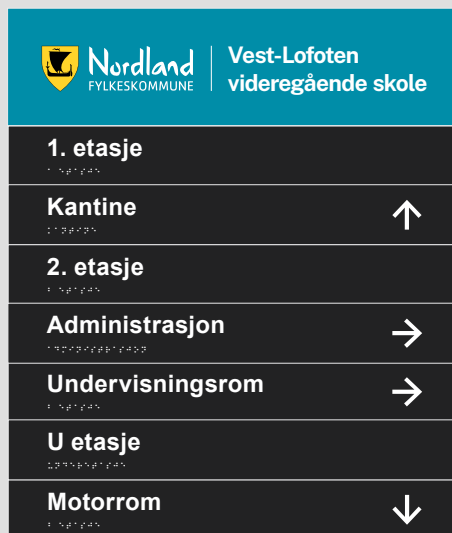 Nordland
FYLKESKOMMUNE
Vest-Lofoten
videregående skole
1. etasje
Kantine
2. etasje
Administrasjon
Undervisningsrom
U etasje
Motorrom